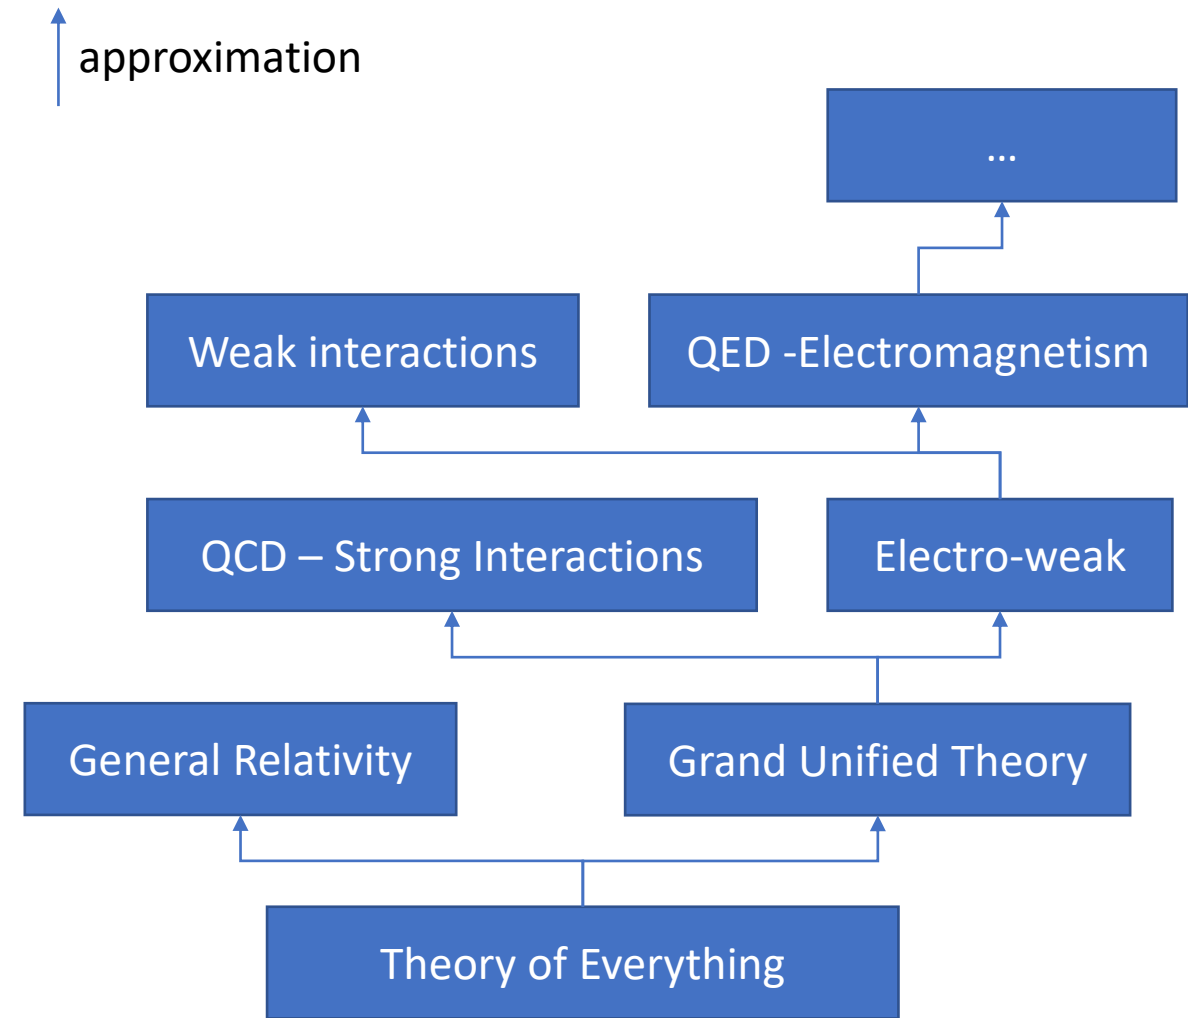 approximation
...
Weak interactions
QED -Electromagnetism
QCD – Strong Interactions
Electro-weak
General Relativity
Grand Unified Theory
Theory of Everything